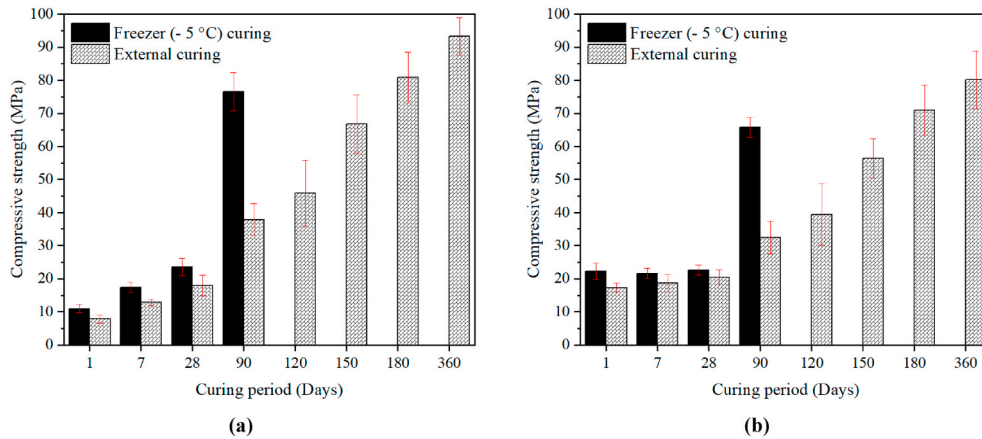 100
90
80
70
60
50
40
30
20
10
0
Compressive strength (MPa)
Freezer (- 5 °C) curing
External curing
1 7 28 90 120 150 180 360
Curing period (Days)
(a)
100
90
80
70
60
50
40
30
20
10
0
Compressive strength (MPa)
Freezer (- 5 °C) curing
External curing
1 7 28 90 120 150 180 360
Curing period (Days)
(b)